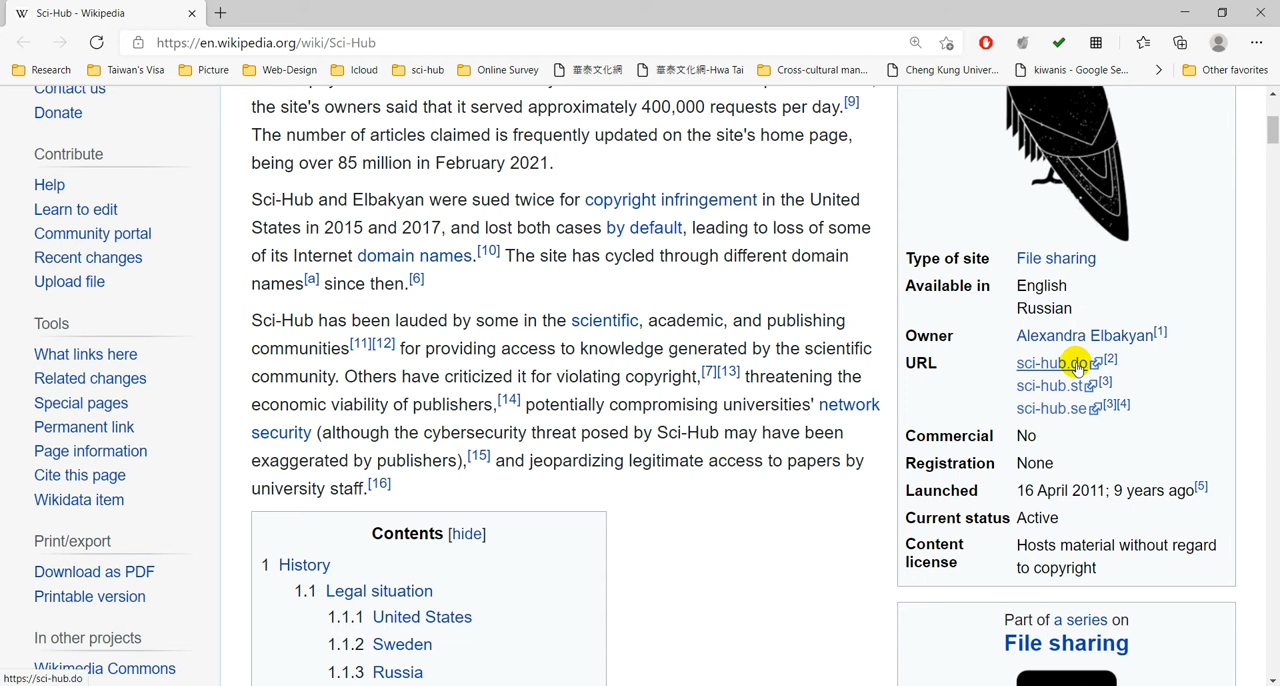 Sci-Hub - Wikipedia
https://en.wikipedia.org/wiki/Sci-Hub
Research Taiwan's Visa Picture Web-Design Icloud sci-hub Online Survey 華泰文化網 華泰文化網-Hwa Tai Cross-cultural man... Cheng Kung Univer... kiwanis - Google Se... Other favorites
Contact us
Donate
Contribute
Help
Learn to edit
Community portal
Recent changes
Upload file
Tools
What links here
Related changes
Special pages
Permanent link
Page information
Cite this page
Wikidata item
Print/export
Download as PDF
Printable version
In other projects
Wikimedia Commons
https://sci-hub.do
the site's owners said that it served approximately 400,000 requests per day.[9]
The number of articles claimed is frequently updated on the site's home page,
being over 85 million in February 2021.
Sci-Hub and Elbakyan were sued twice for copyright infringement in the United
States in 2015 and 2017, and lost both cases by default, leading to loss of some
of its Internet domain names.[10] The site has cycled through different domain
names[a] since then.[6]
Sci-Hub has been lauded by some in the scientific, academic, and publishing
communities[11][12] for providing access to knowledge generated by the scientific
community. Others have criticized it for violating copyright,[7][13] threatening the
economic viability of publishers,[14] potentially compromising universities' network
security (although the cybersecurity threat posed by Sci-Hub may have been
exaggerated by publishers),[15] and jeopardizing legitimate access to papers by
university staff.[16]
Contents [hide]
1 History
1.1 Legal situation
1.1.1 United States
1.1.2 Sweden
1.1.3 Russia
Type of site File sharing
Available in English
Russian
Owner Alexandra Elbakyan[1]
URL sci-hub.do[2]
sci-hub.st[3]
sci-hub.se[3][4]
Commercial No
Registration None
Launched 16 April 2011; 9 years ago[5]
Current status Active
Content license Hosts material without regard
to copyright
Part of a series on
File sharing